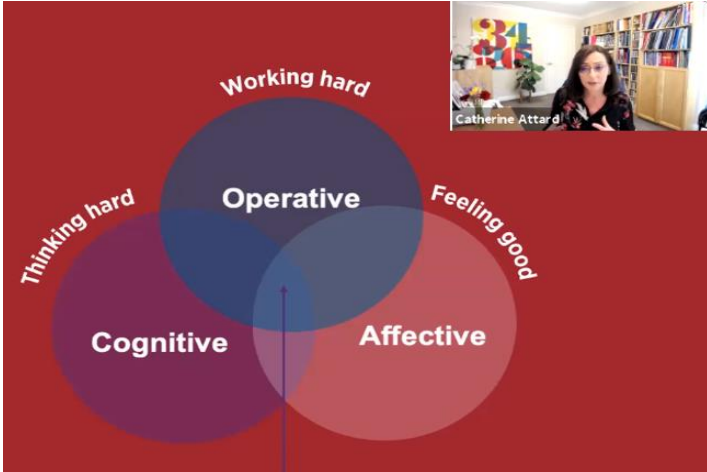 Working hard
Catherine Attard
Operative
Thinking hard
Feeling good
Cognitive
Affective